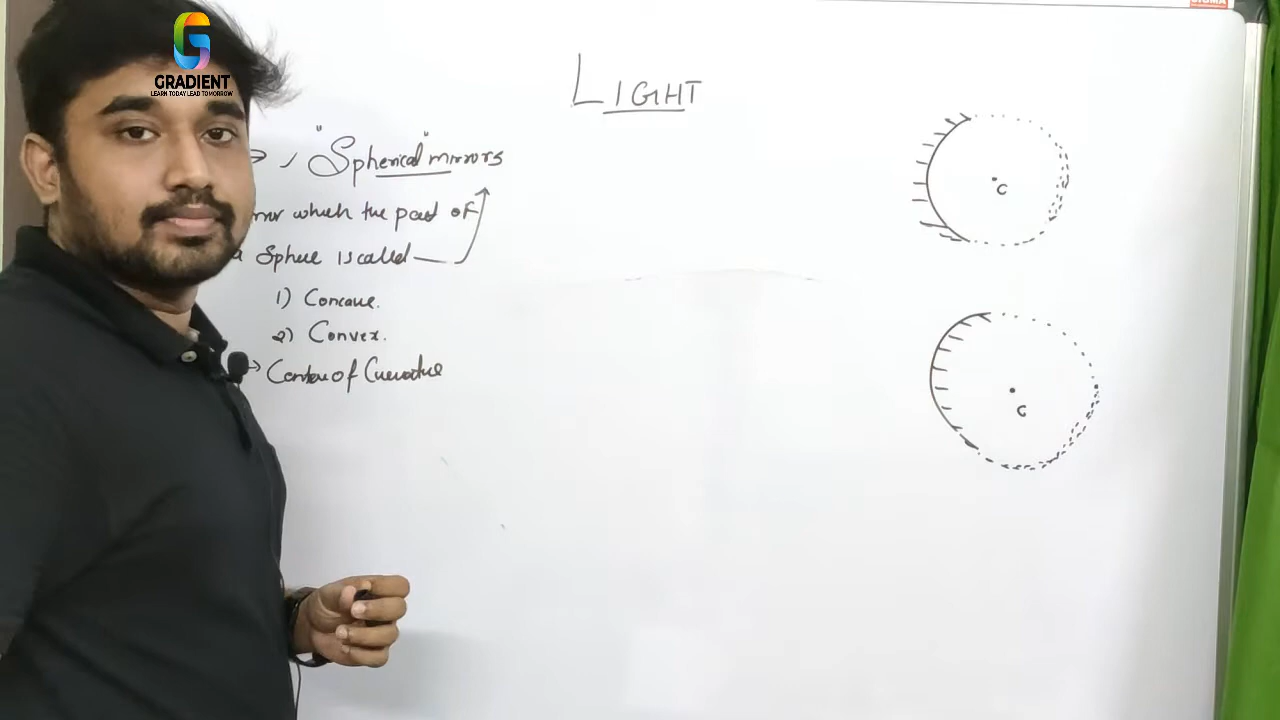 GRADIENT
LEARN TODAY LEAD TOMORROW
LIGHT
"Spherical" mirrors
which the part of
a Sphere is called
1) Concave.
2) Convex.
→ Centre of Curvature
C
C
SIGMA